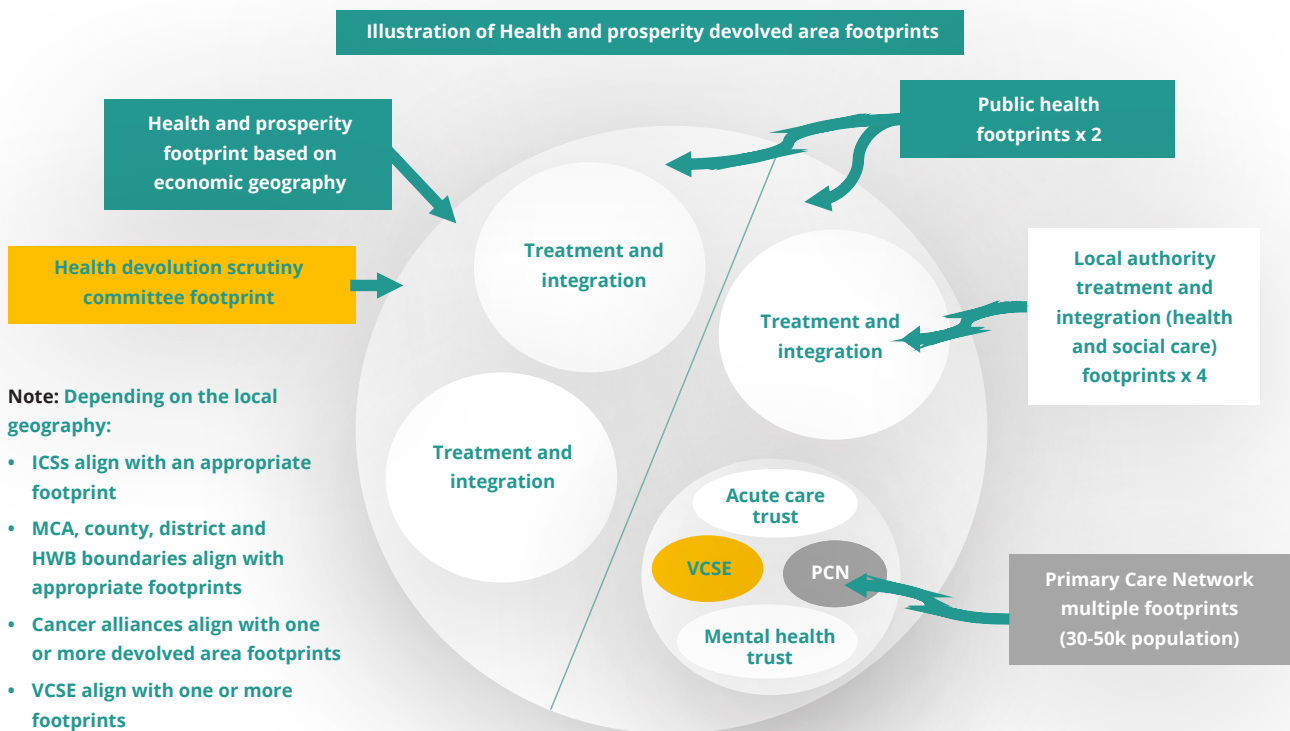 Illustration of Health and prosperity devolved area footprints
Health and prosperity
footprint based on
economic geography
Public health
footprints x 2
Health devolution scrutiny
committee footprint
Treatment and
integration
Treatment and
integration
Local authority
treatment and
integration (health
and social care)
footprints x 4
Note: Depending on the local
geography:
• ICSs align with an appropriate
footprint
• MCA, county, district and
HWB boundaries align with
appropriate footprints
• Cancer alliances align with one
or more devolved area footprints
• VCSE align with one or more
footprints
Treatment and
integration
Acute care
trust
VCSE
PCN
Mental health
trust
Primary Care Network
multiple footprints
(30-50k population)